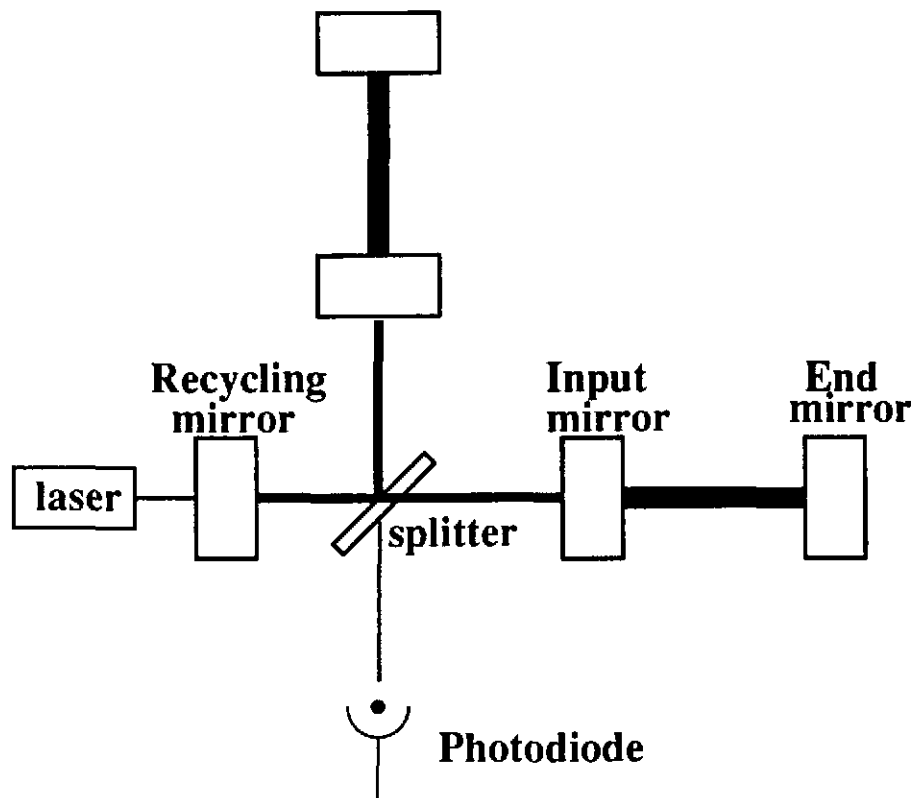 Recycling
mirror
Input
mirror
End
mirror
laser
splitter
Photodiode